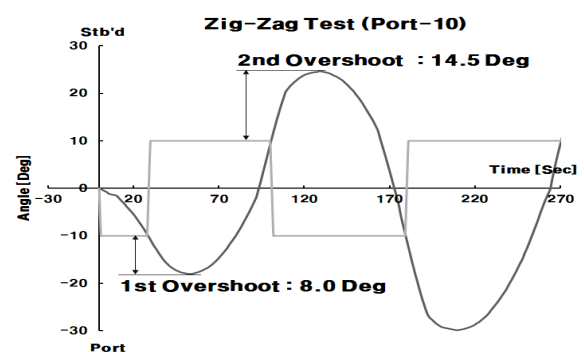 Zig-Zag Test (Port-10)
Stb'd
30
2nd Overshoot : 14.5 Deg
20
10
Time [Sec]
Angle[Deg]
0
-30 20 70 120 170 220 270
-10
-20
1st Overshoot : 8.0 Deg
-30
Port